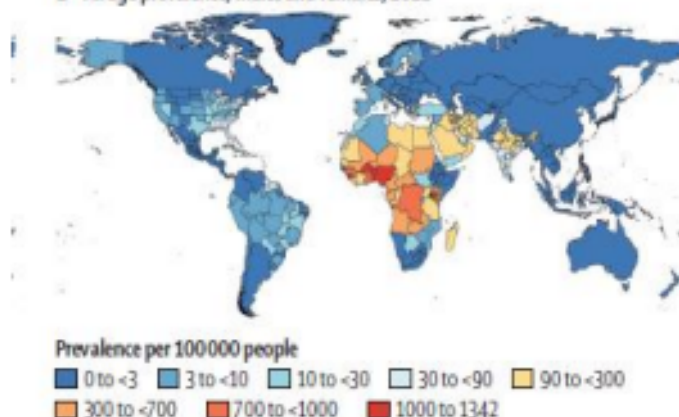 Prevalence per 100 000 people
0 to <3 3 to <10 10 to <30 30 to <90 90 to <300
300 to <700 700 to <1000 1000 to 1342